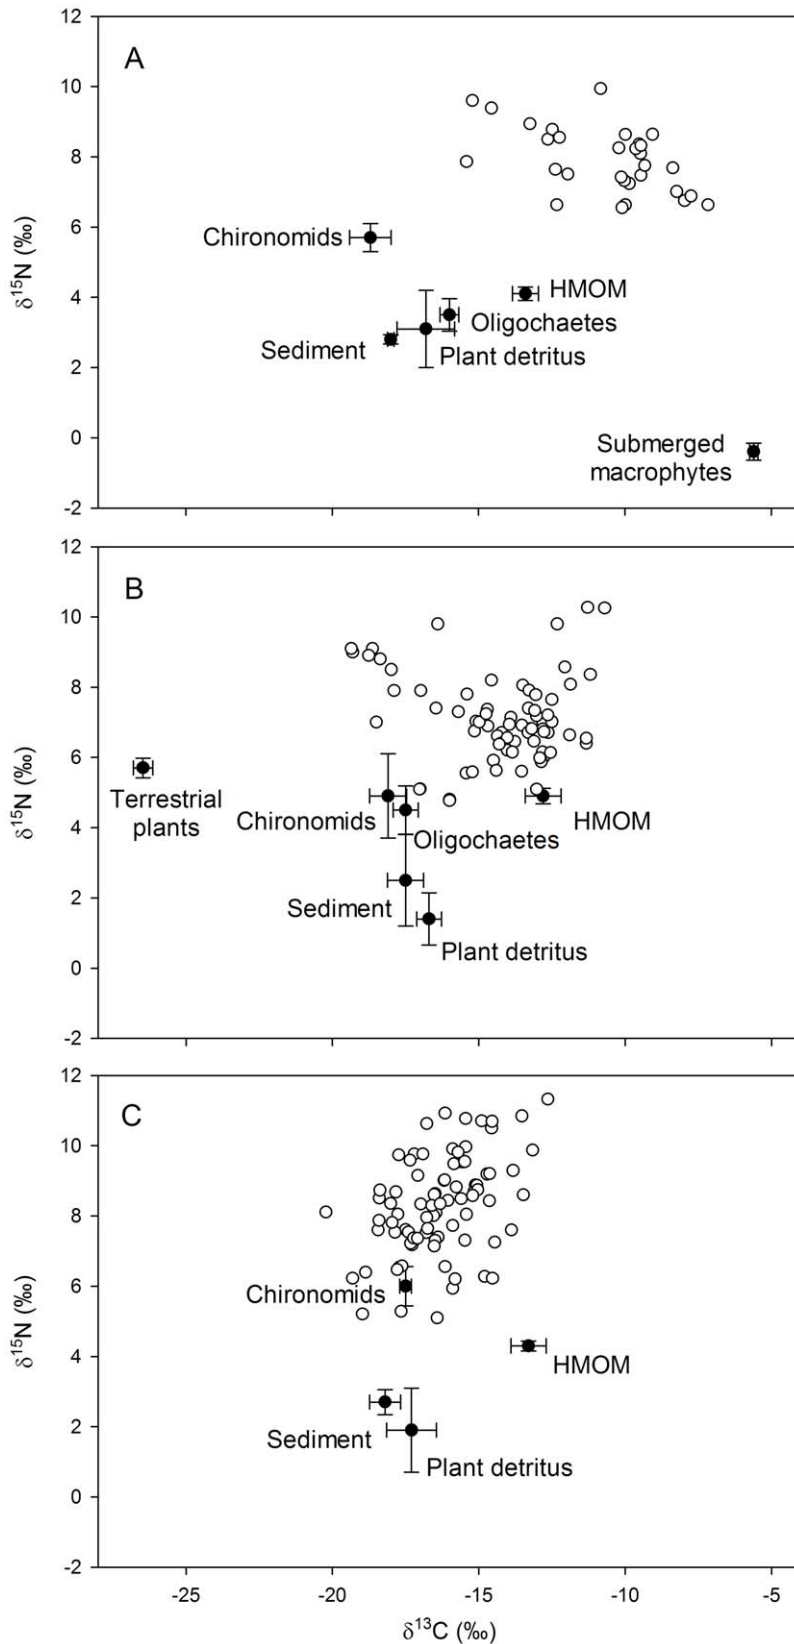 12
A
10
8
6
4
2
0
-2
δ¹⁵N (‰)
Chironomids
HMOM
Oligochaetes
Sediment
Plant detritus
Submerged
macrophytes
12
B
10
8
6
4
2
0
-2
δ¹⁵N (‰)
Terrestrial
plants
Chironomids
HMOM
Oligochaetes
Sediment
Plant detritus
12
C
10
8
6
4
2
0
-2
δ¹⁵N (‰)
Chironomids
HMOM
Sediment
Plant detritus
-25 -20 -15 -10 -5
δ¹³C (‰)